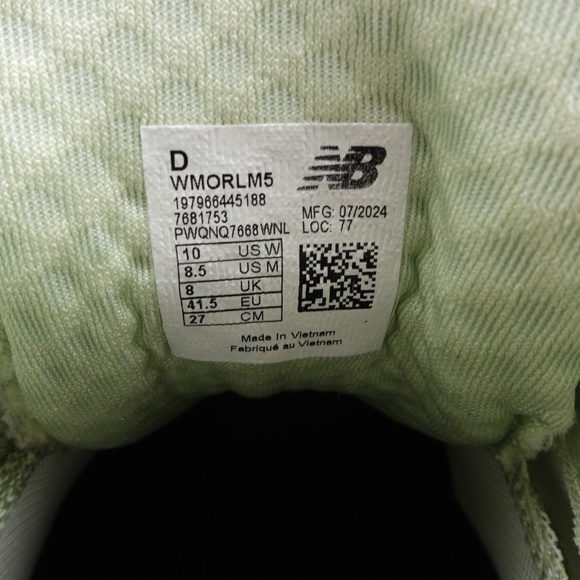 D
WMORLM5
197966445188
7681753
PWQNQ7668WNL
NB
MFG: 07/2024
LOC: 77
10 US W
8.5 US M
8 UK
41.5 EU
27 CM
Made In Vietnam
Fabriqué au Vietnam